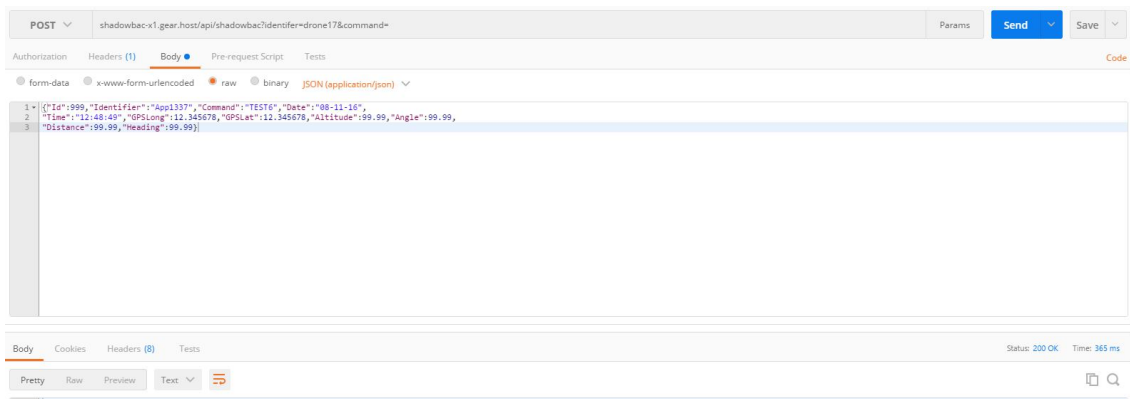 POST shadowbac-x1.gear.host/api/shadowbac?identifer=drone17&command= Params Send Save
Authorization Headers (1) Body Pre-request Script Tests Code
form-data x-www-form-urlencoded raw binary JSON (application/json)
1 {"Id":999,"Identifier":"App1337","Command":"TEST6","Date":"08-11-16",
2 "Time":"12:48:49","GPSLong":12.345678,"GPSLat":12.345678,"Altitude":99.99,"Angle":99.99,
3 "Distance":99.99,"Heading":99.99}
Body Cookies Headers (8) Tests Status: 200 OK Time: 365 ms
Pretty Raw Preview Text